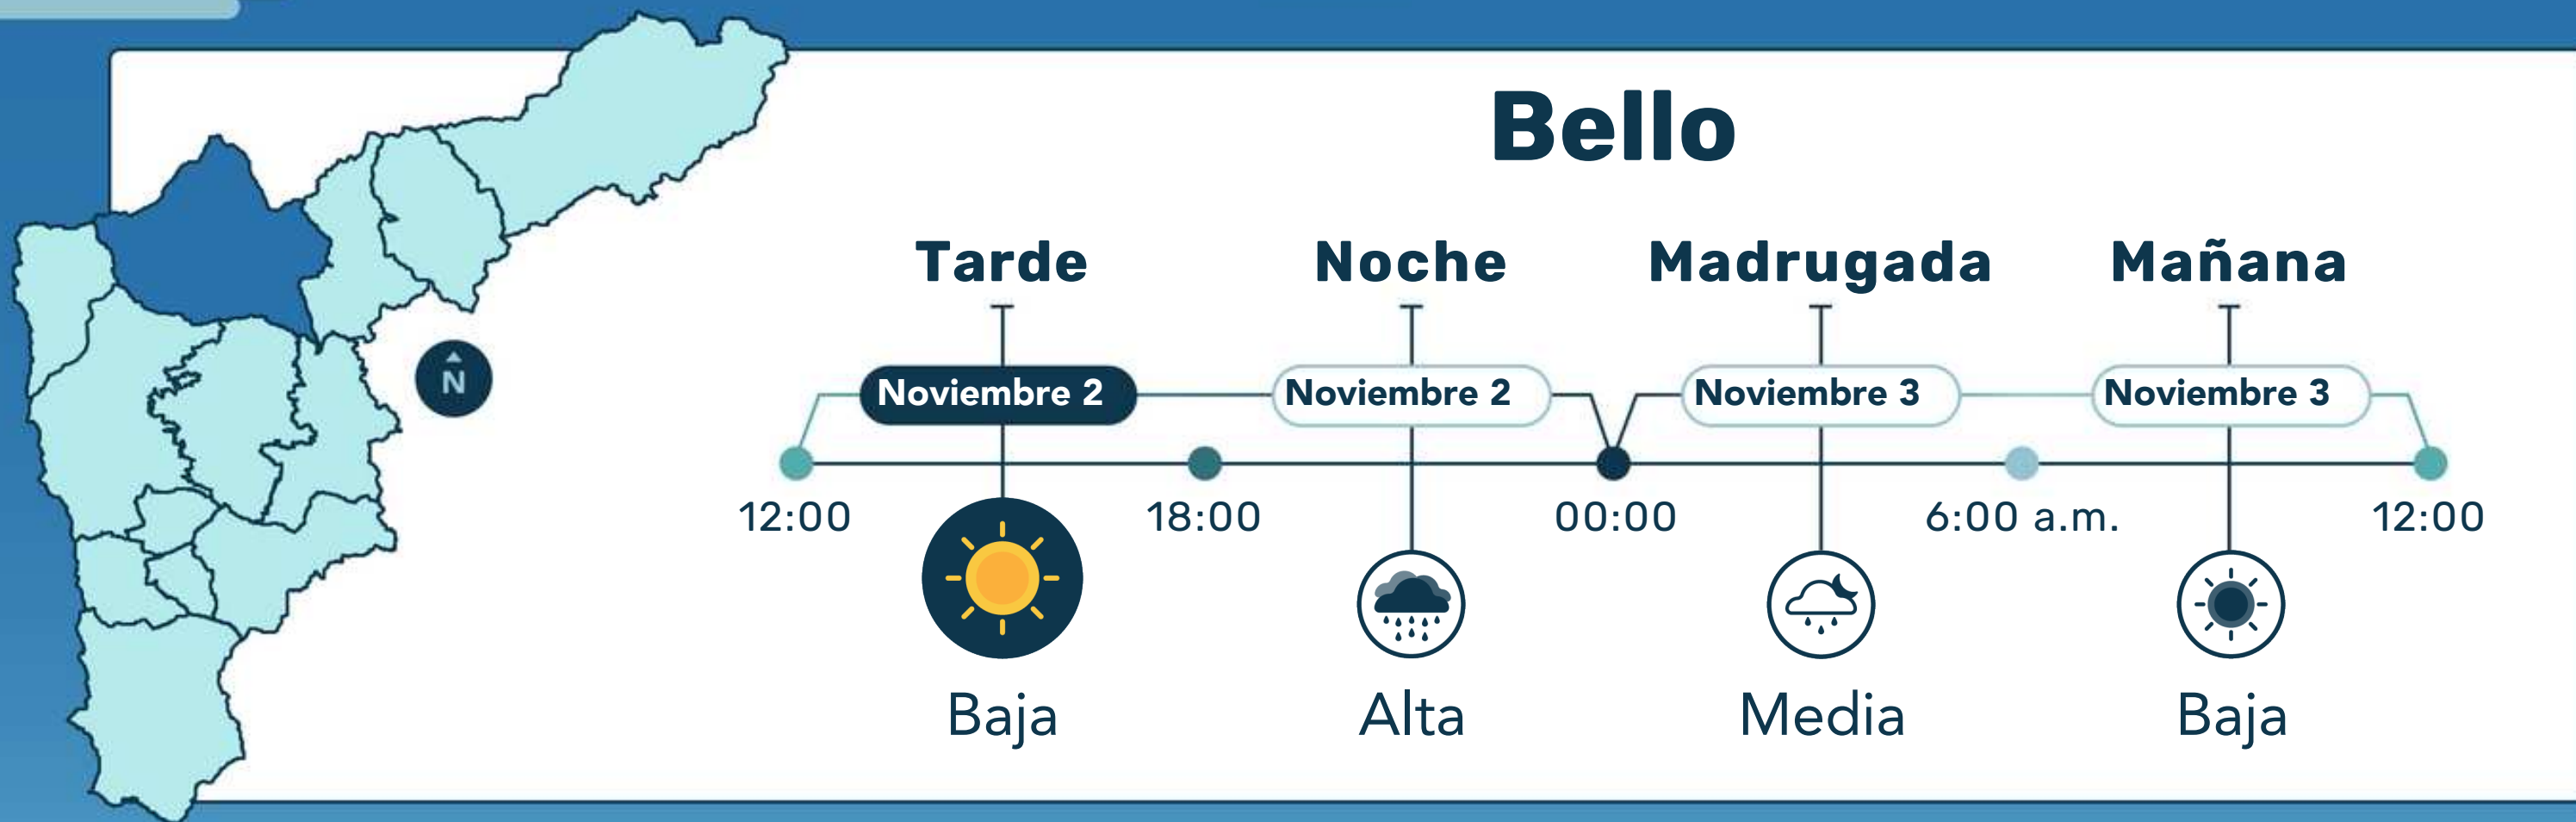 Bello
Tarde Noche Madrugada Mañana
N
Noviembre 2 Noviembre 2 Noviembre 3 Noviembre 3
12:00 18:00 00:00 6:00 a.m. 12:00
Baja Alta Media Baja